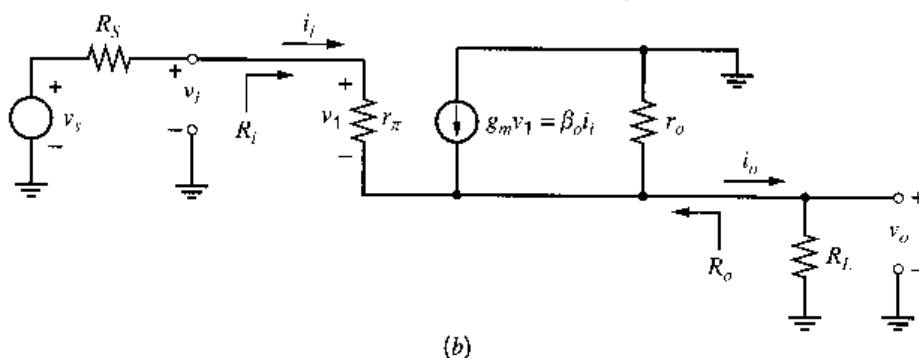 R_S
i_i
+
v_s
−
+
v_i
−
R_i
+
v_1
−
r_π
g_m v_1 = β_o i_i
r_o
i_o
R_o
R_L
+
v_o
−
(b)